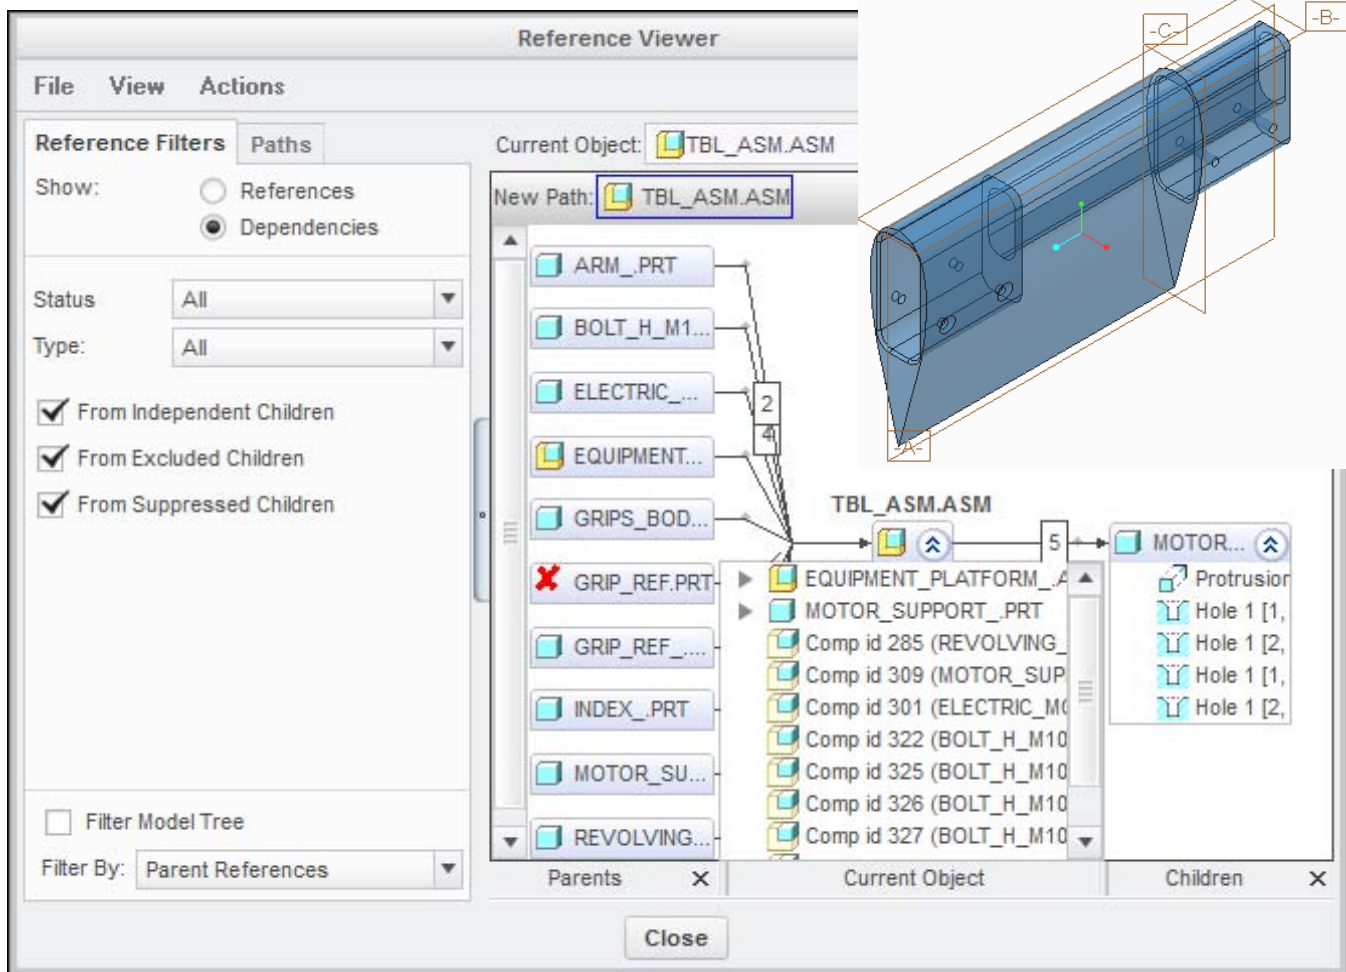 Reference Viewer
File View Actions
Reference Filters Paths
Show:
References
Dependencies
Status All
Type: All
From Independent Children
From Excluded Children
From Suppressed Children
Filter Model Tree
Filter By: Parent References
Current Object: TBL_ASM.ASM
New Path: TBL_ASM.ASM
ARM_.PRT
BOLT_H_M1...
ELECTRIC_...
EQUIPMENT...
GRIPS_BOD...
GRIP_REF.PRT
GRIP_REF_....
INDEX_.PRT
MOTOR_SU...
REVOLVING...
2
4
TBL_ASM.ASM
5
EQUIPMENT_PLATFORM_.A
MOTOR_SUPPORT_.PRT
Comp id 285 (REVOLVING_
Comp id 309 (MOTOR_SUP
Comp id 301 (ELECTRIC_MO
Comp id 322 (BOLT_H_M10
Comp id 325 (BOLT_H_M10
Comp id 326 (BOLT_H_M10
Comp id 327 (BOLT_H_M10
MOTOR...
Protrusion
Hole 1 [1,
Hole 1 [2,
Hole 1 [1,
Hole 1 [2,
Parents Current Object Children
Close
-B-
-C-
-A-